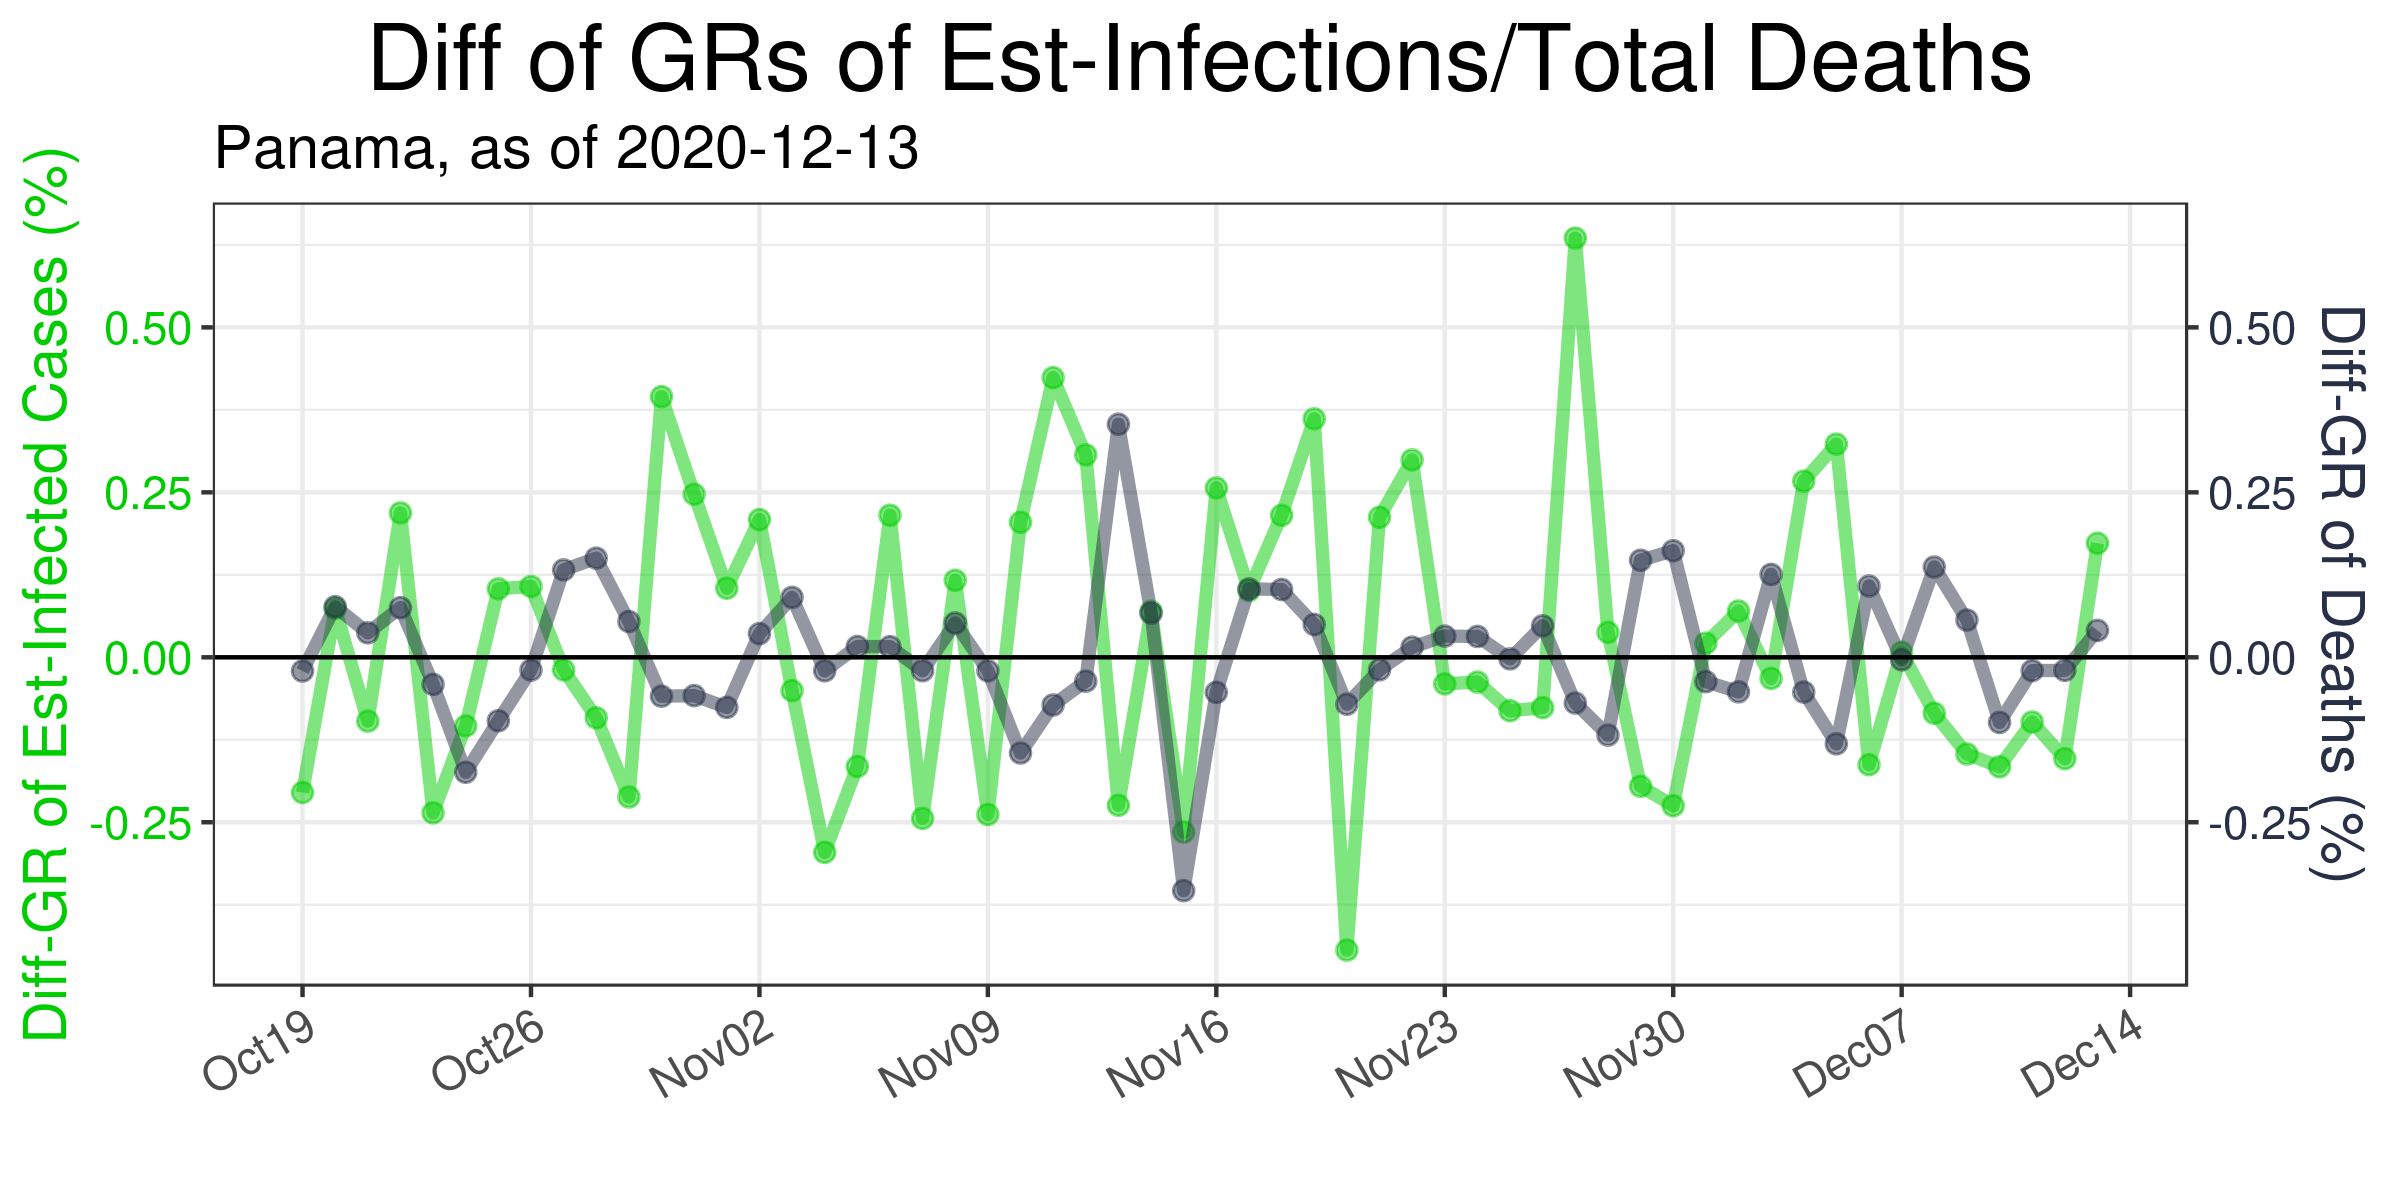 Diff of GRs of Est-Infections/Total Deaths
Panama, as of 2020-12-13
Diff-GR of Est-Infected Cases (%)
0.50
0.25
0.00
-0.25
0.50
0.25
0.00
-0.25
Diff-GR of Deaths (%)
Oct19
Oct26
Nov02
Nov09
Nov16
Nov23
Nov30
Dec07
Dec14